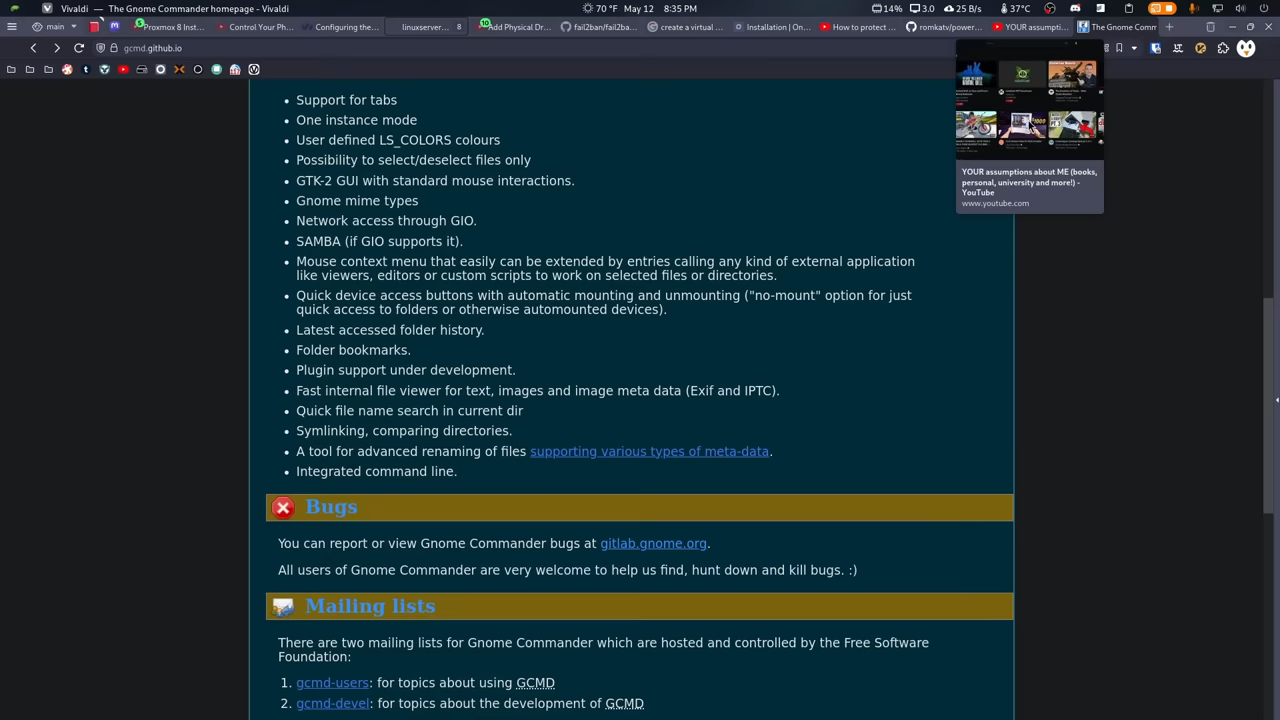 Vivaldi — The Gnome Commander homepage - Vivaldi
70 °F May 12 8:35 PM
14% 3.0 25 B/s 37°C
main
5 Proxmox 8 Inst
Control Your Ph
Configuring the
linuxserver... 8
10 Add Physical Dr
fail2ban/fail2ba
create a virtual
Installation | On
How to protect
romkatv/power
YOUR assumpti
The Gnome Comm
gcmd.github.io
YOUR assumptions about ME (books,
personal, university and more!) -
YouTube
www.youtube.com
• Support for tabs
• One instance mode
• User defined LS_COLORS colours
• Possibility to select/deselect files only
• GTK-2 GUI with standard mouse interactions.
• Gnome mime types
• Network access through GIO.
• SAMBA (if GIO supports it).
• Mouse context menu that easily can be extended by entries calling any kind of external application
like viewers, editors or custom scripts to work on selected files or directories.
• Quick device access buttons with automatic mounting and unmounting ("no-mount" option for just
quick access to folders or otherwise automounted devices).
• Latest accessed folder history.
• Folder bookmarks.
• Plugin support under development.
• Fast internal file viewer for text, images and image meta data (Exif and IPTC).
• Quick file name search in current dir
• Symlinking, comparing directories.
• A tool for advanced renaming of files supporting various types of meta-data.
• Integrated command line.
Bugs
You can report or view Gnome Commander bugs at gitlab.gnome.org.
All users of Gnome Commander are very welcome to help us find, hunt down and kill bugs. :)
Mailing lists
There are two mailing lists for Gnome Commander which are hosted and controlled by the Free Software
Foundation:
1. gcmd-users: for topics about using GCMD
2. gcmd-devel: for topics about the development of GCMD